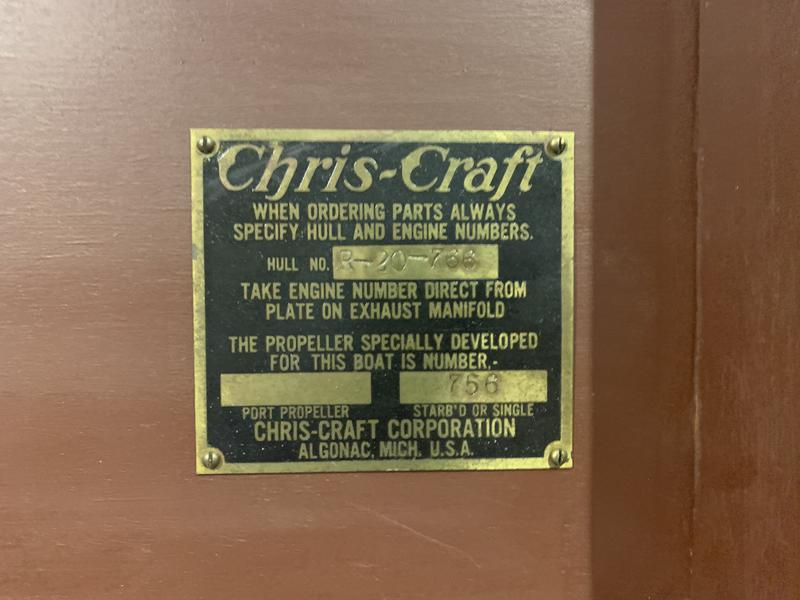 Chris-Craft
WHEN ORDERING PARTS ALWAYS
SPECIFY HULL AND ENGINE NUMBERS.
HULL NO. R-20-766
TAKE ENGINE NUMBER DIRECT FROM
PLATE ON EXHAUST MANIFOLD
THE PROPELLER SPECIALLY DEVELOPED
FOR THIS BOAT IS NUMBER.-
756
PORT PROPELLER STARB'D OR SINGLE
CHRIS-CRAFT CORPORATION
ALGONAC, MICH. U.S.A.